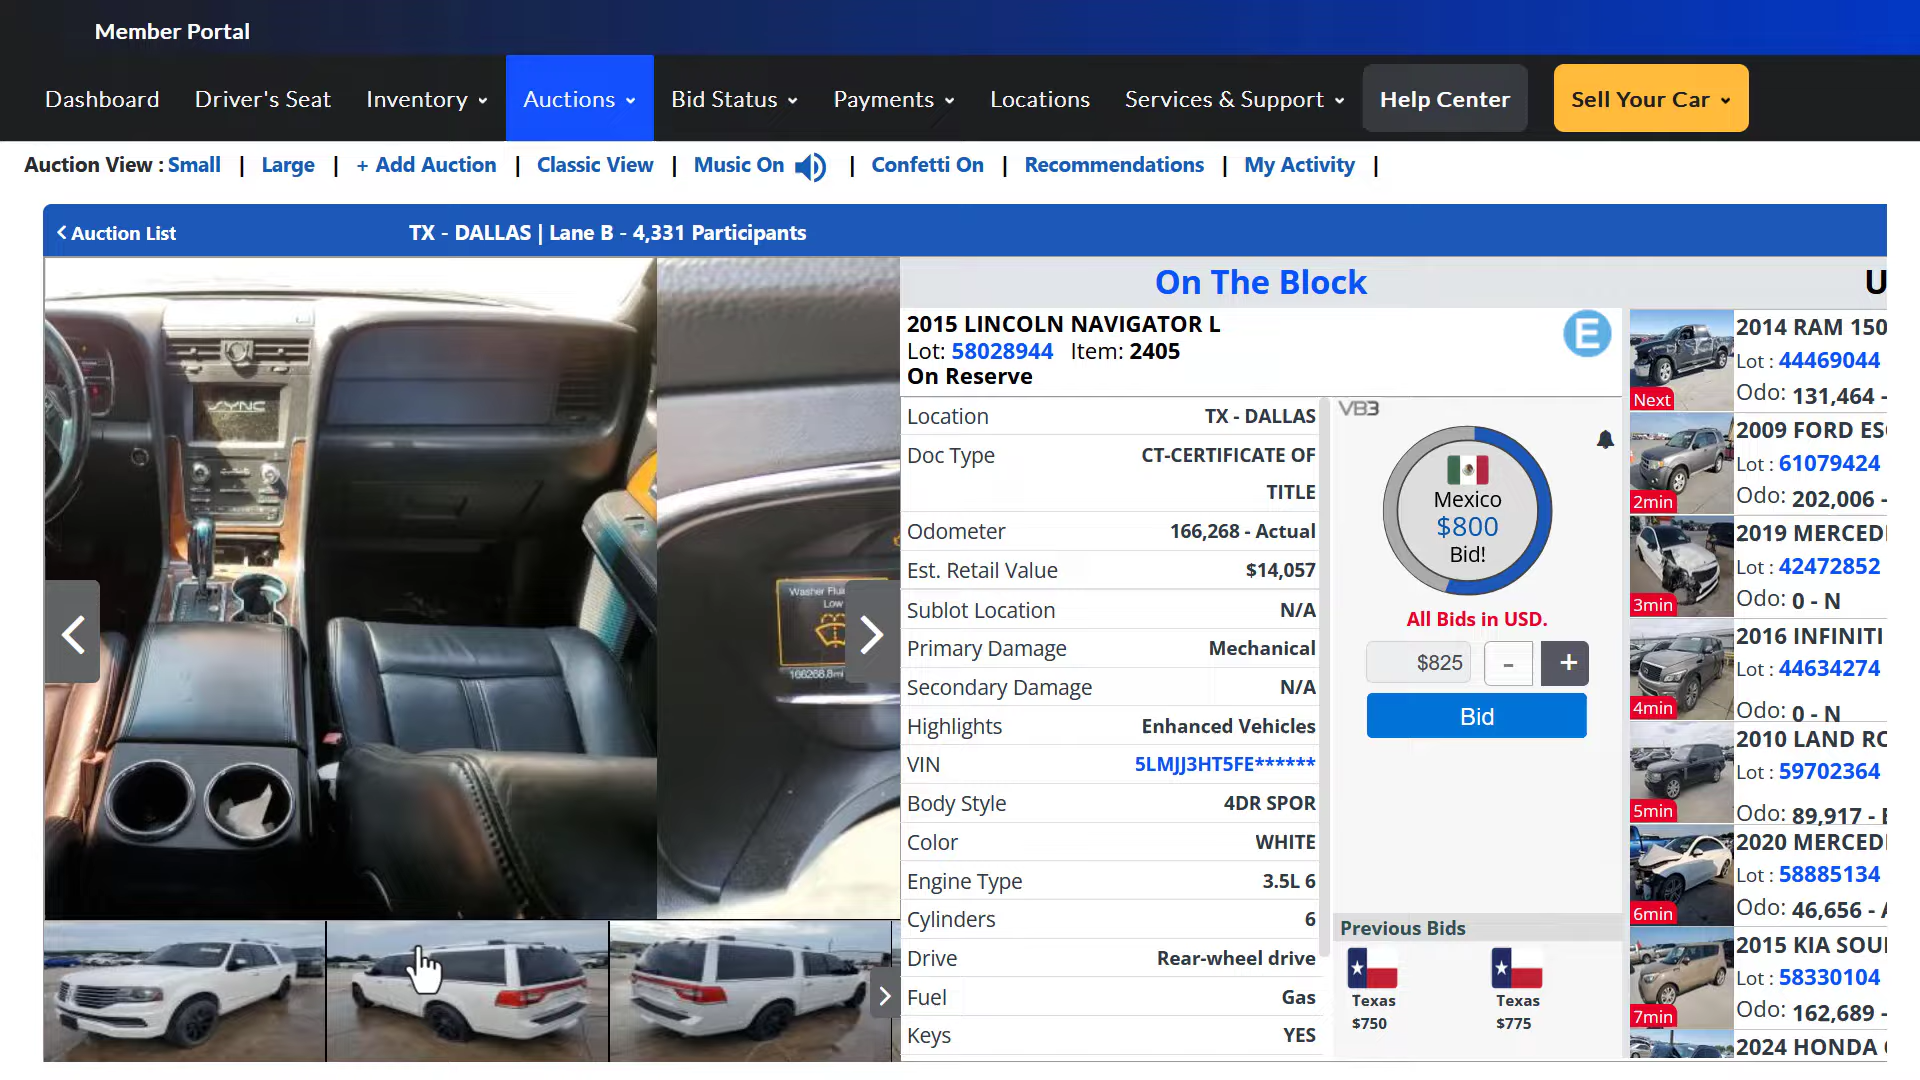 Member Portal
Dashboard Driver's Seat Inventory Auctions Bid Status Payments Locations Services & Support Help Center Sell Your Car
Auction View : Small | Large | + Add Auction | Classic View | Music On | Confetti On | Recommendations | My Activity |
Auction List TX - DALLAS | Lane B - 4,331 Participants
On The Block
U
2015 LINCOLN NAVIGATOR L
Lot: 58028944 Item: 2405
On Reserve
E
Location TX - DALLAS
Doc Type CT-CERTIFICATE OF
TITLE
Odometer 166,268 - Actual
Est. Retail Value $14,057
Sublot Location N/A
Primary Damage Mechanical
Secondary Damage N/A
Highlights Enhanced Vehicles
VIN 5LMJJ3HT5FE******
Body Style 4DR SPOR
Color WHITE
Engine Type 3.5L 6
Cylinders 6
Drive Rear-wheel drive
Fuel Gas
Keys YES
VB3
Mexico
$800
Bid!
All Bids in USD.
$825 - +
Bid
Previous Bids
Texas Texas
$750 $775
2014 RAM 150
Lot : 44469044
Odo: 131,464 -
Next
2009 FORD ES
Lot : 61079424
Odo: 202,006 -
2min
2019 MERCED
Lot : 42472852
Odo: 0 - N
3min
2016 INFINITI
Lot : 44634274
Odo: 0 - N
4min
2010 LAND RO
Lot : 59702364
Odo: 89,917 - E
5min
2020 MERCED
Lot : 58885134
Odo: 46,656 - A
6min
2015 KIA SOU
Lot : 58330104
Odo: 162,689 -
7min
2024 HONDA
SYNC
Washer Flui
Low
166268.8mi